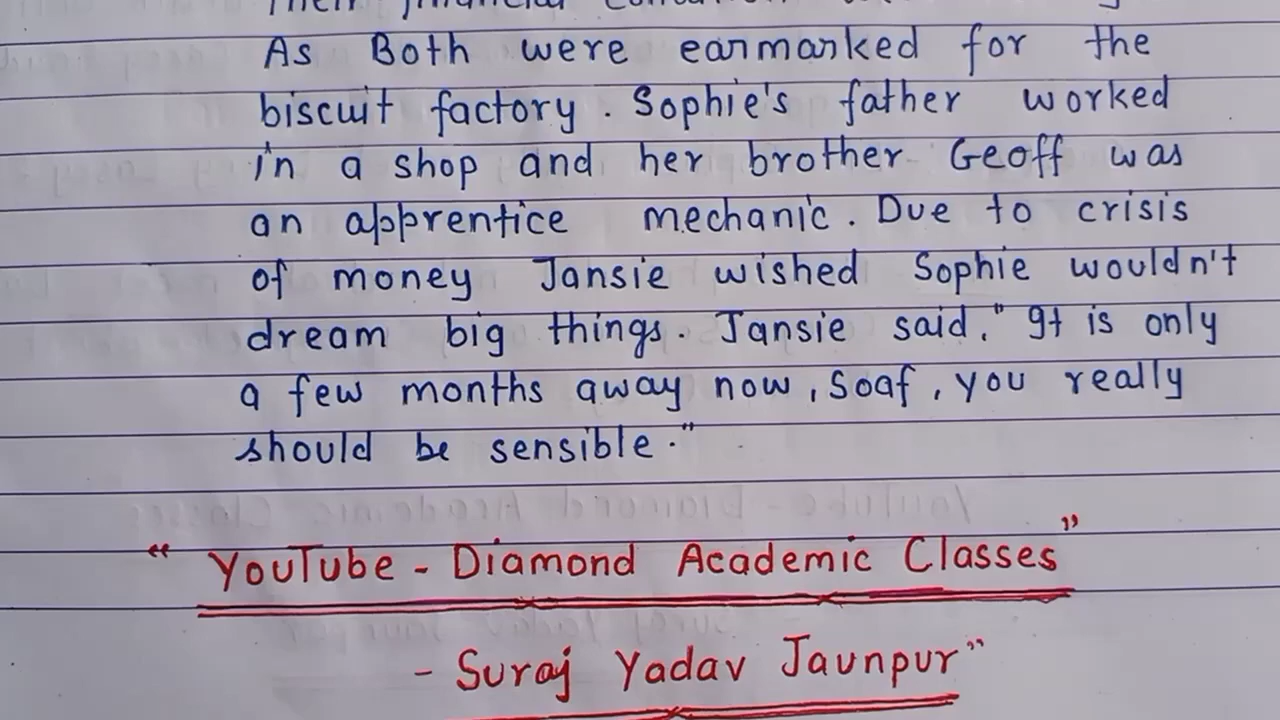 Their financial
As Both were earmarked for the
biscuit factory. Sophie's father worked
in a shop and her brother Geoff was
an apprentice mechanic. Due to crisis
of money Jansie wished Sophie wouldn't
dream big things. Jansie said," It is only
a few months away now, Soaf, you really
should be sensible."
"YouTube - Diamond Academic Classes"
- Suraj Yadav Jaunpur"